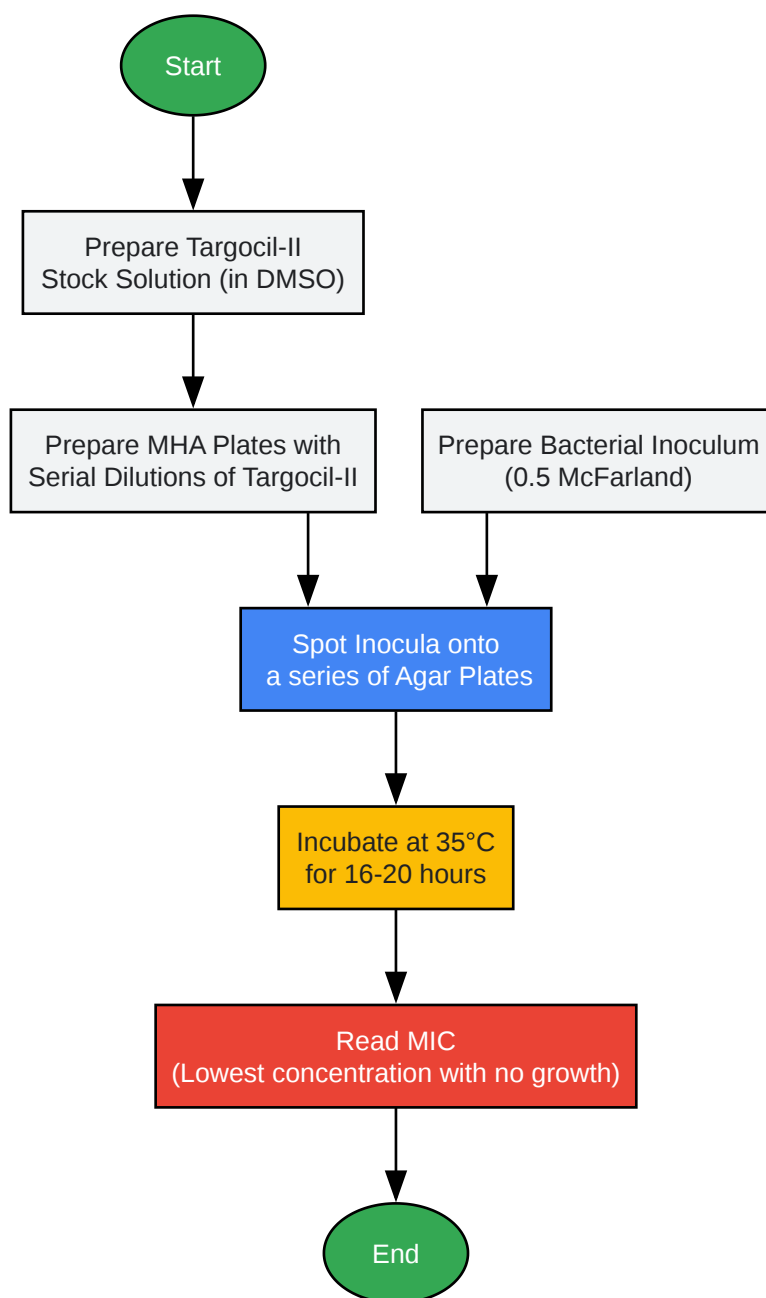 Start
Prepare Targocil-II
Stock Solution (in DMSO)
Prepare MHA Plates with
Serial Dilutions of Targocil-II
Prepare Bacterial Inoculum
(0.5 McFarland)
Spot Inocula onto
a series of Agar Plates
Incubate at 35°C
for 16-20 hours
Read MIC
(Lowest concentration with no growth)
End